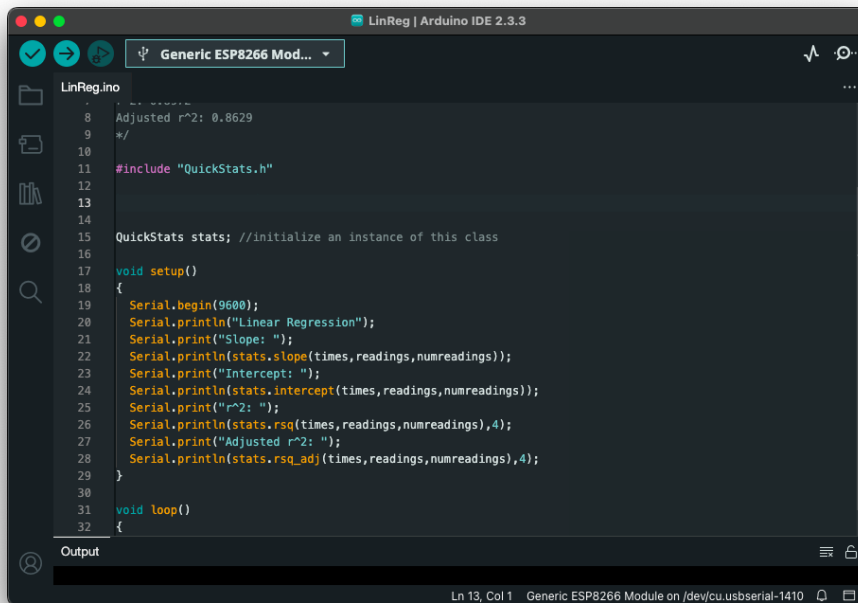 LinReg | Arduino IDE 2.3.3
Generic ESP8266 Mod...
LinReg.ino
8 Adjusted r^2: 0.8629
9 */
10
11 #include "QuickStats.h"
12
13
14
15 QuickStats stats; //initialize an instance of this class
16
17 void setup()
18 {
19 Serial.begin(9600);
20 Serial.println("Linear Regression");
21 Serial.print("Slope: ");
22 Serial.println(stats.slope(times,readings,numreadings));
23 Serial.print("Intercept: ");
24 Serial.println(stats.intercept(times,readings,numreadings));
25 Serial.print("r^2: ");
26 Serial.println(stats.rsq(times,readings,numreadings),4);
27 Serial.print("Adjusted r^2: ");
28 Serial.println(stats.rsq_adj(times,readings,numreadings),4);
29 }
30
31 void loop()
32 {
Output
Ln 13, Col 1 Generic ESP8266 Module on /dev/cu.usbserial-1410